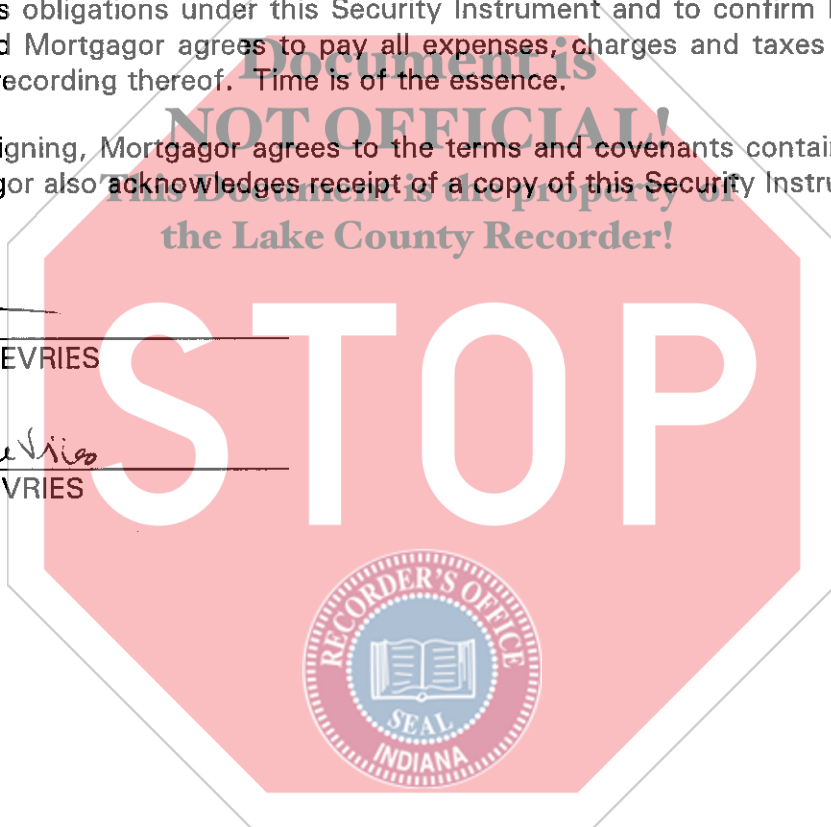 s obligations under this Security Instrument and to confirm
d Mortgagor agrees to pay all expenses, charges and taxes
ecording thereof. Time is of the essence.
Document is
NOT OFFICIAL!
igning, Mortgagor agrees to the terms and covenants contai
gor also acknowledges receipt of a copy of this Security Instru
This Document is the property of
the Lake County Recorder!
EVRIES
eVries
VRIES
STOP
RECORDER'S OFFICE
SEAL
INDIANA